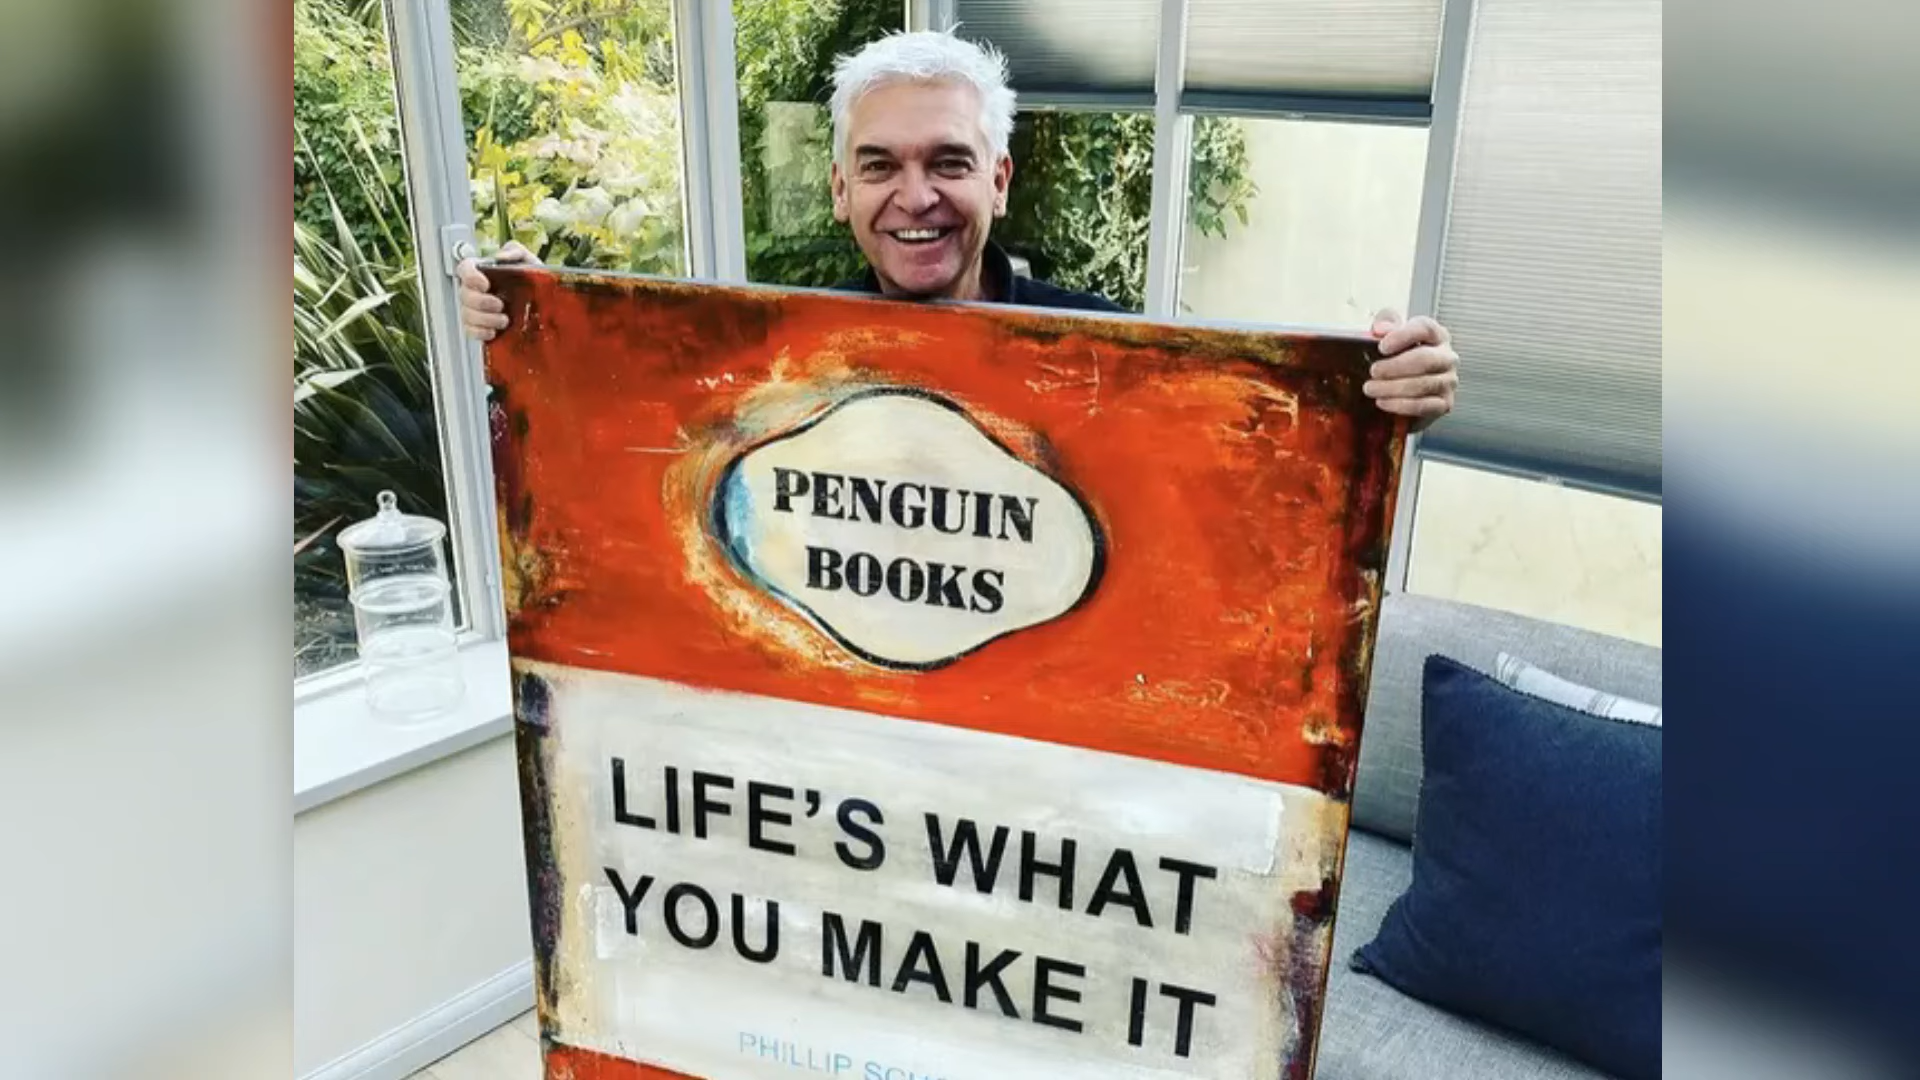 PENGUIN
BOOKS
LIFE'S WHAT
YOU MAKE IT
PHILLIP